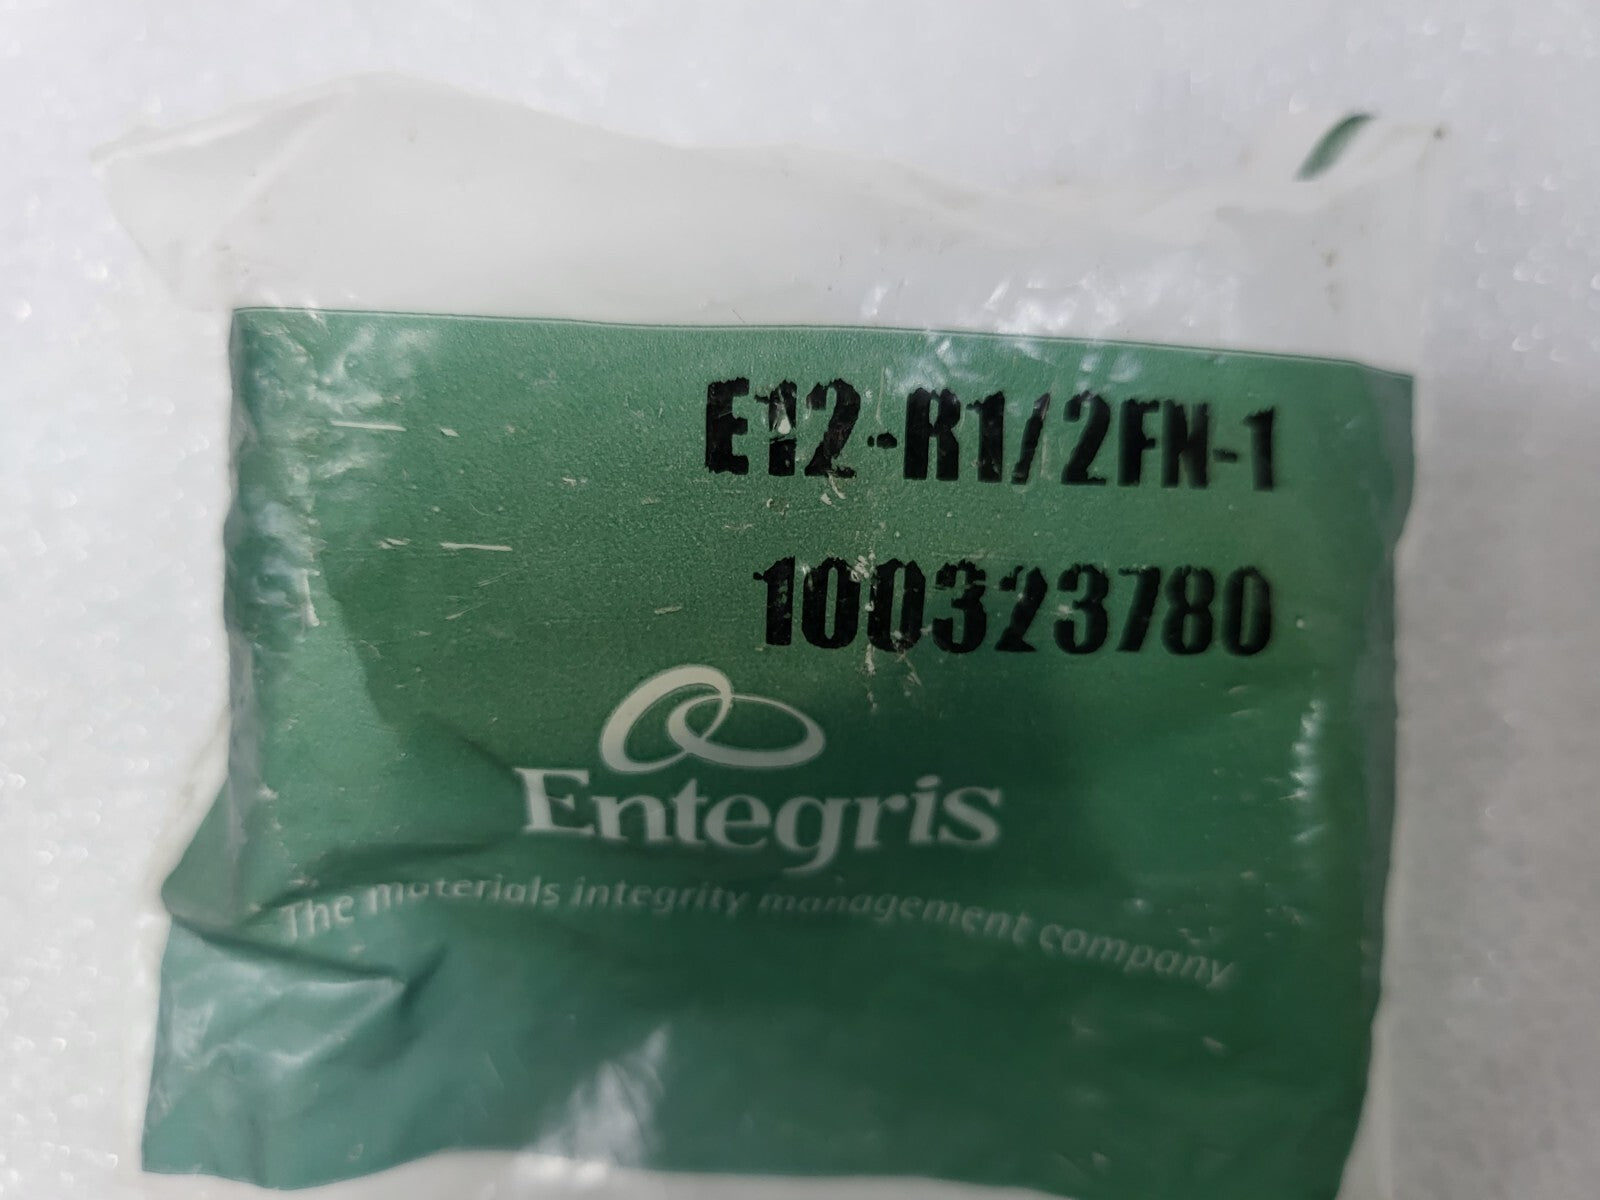 E12-R1/2FN-1
100323780
Entegris
The materials integrity management company